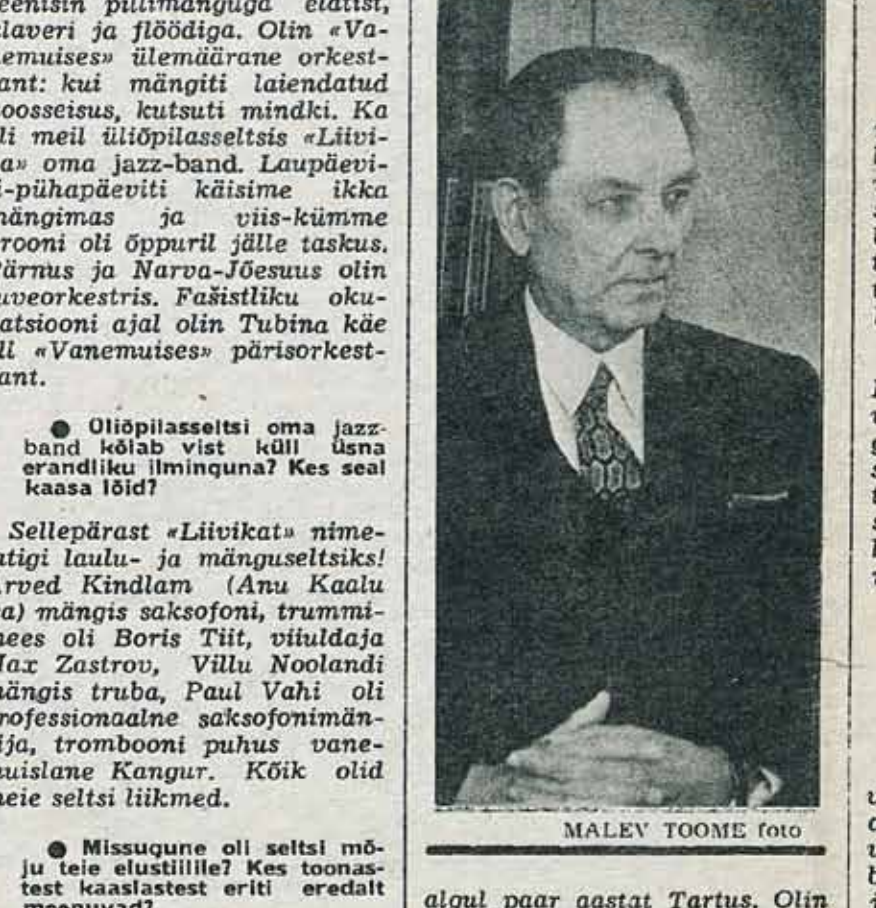 pillimänguga elatist,
laveri ja flöödiga. Olin «Va-
emuises» ülemäärane orkest-
ant: kui mängiti laiendatud
oosseisus, kutsuti mindki. Ka
li meil üliõpilasseltsis «Liivi-
a» oma jazz-band. Laupäevi-
i-pühapäeviti käisime ikka
mängimas ja viis-kümme
rooni oli õppuril jälle taskus.
Pärnus ja Narva-Jõesuus olin
uveorkestris. Fašistliku oku-
atsiooni ajal olin Tubina käe
ll «Vanemuises» pärisorkest-
ant.
● Üliõpilasseltsi oma jazz-
band kõlab vist küll üsna
erandliku ilminguna? Kes seal
kaasa lõid?
Sellepärast «Liivikat» nime-
atigi laulu- ja mänguseltsiks!
rved Kindlam (Anu Kaalu
a) mängis saksofoni, trummi-
mees oli Boris Tiit, viiuldaja
Max Zastrov, Villu Noolandi
mängis truba, Paul Vahi oli
rofessionaalne saksofonimän-
ija, trombooni puhus vane-
muislane Kangur. Kõik olid
meie seltsi liikmed.
● Missugune oli seltsi mõ-
ju teie elustiilile? Kes toonas-
test kaaslastest eriti eredalt
meenuvad?
MALEV TOOME foto
algul paar aastat Tartus. Olin